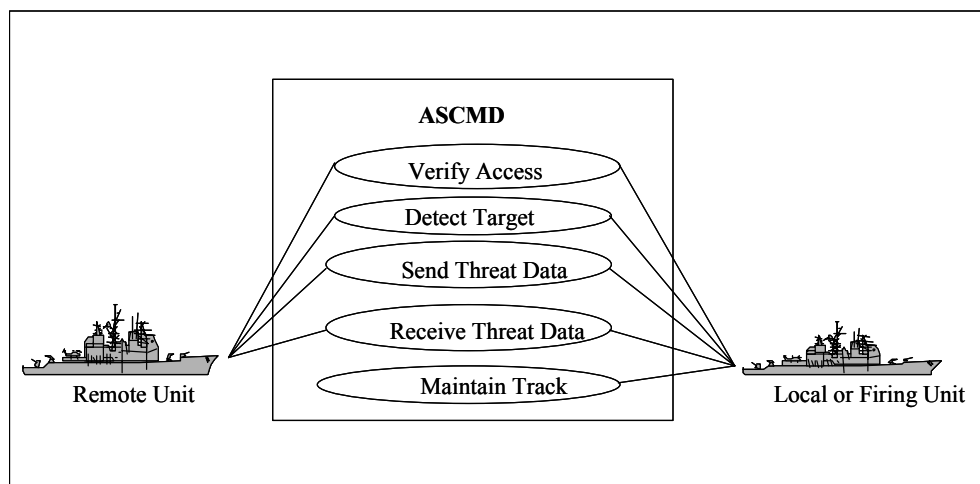 ASCMD
Verify Access
Detect Target
Send Threat Data
Receive Threat Data
Maintain Track
Remote Unit
Local or Firing Unit